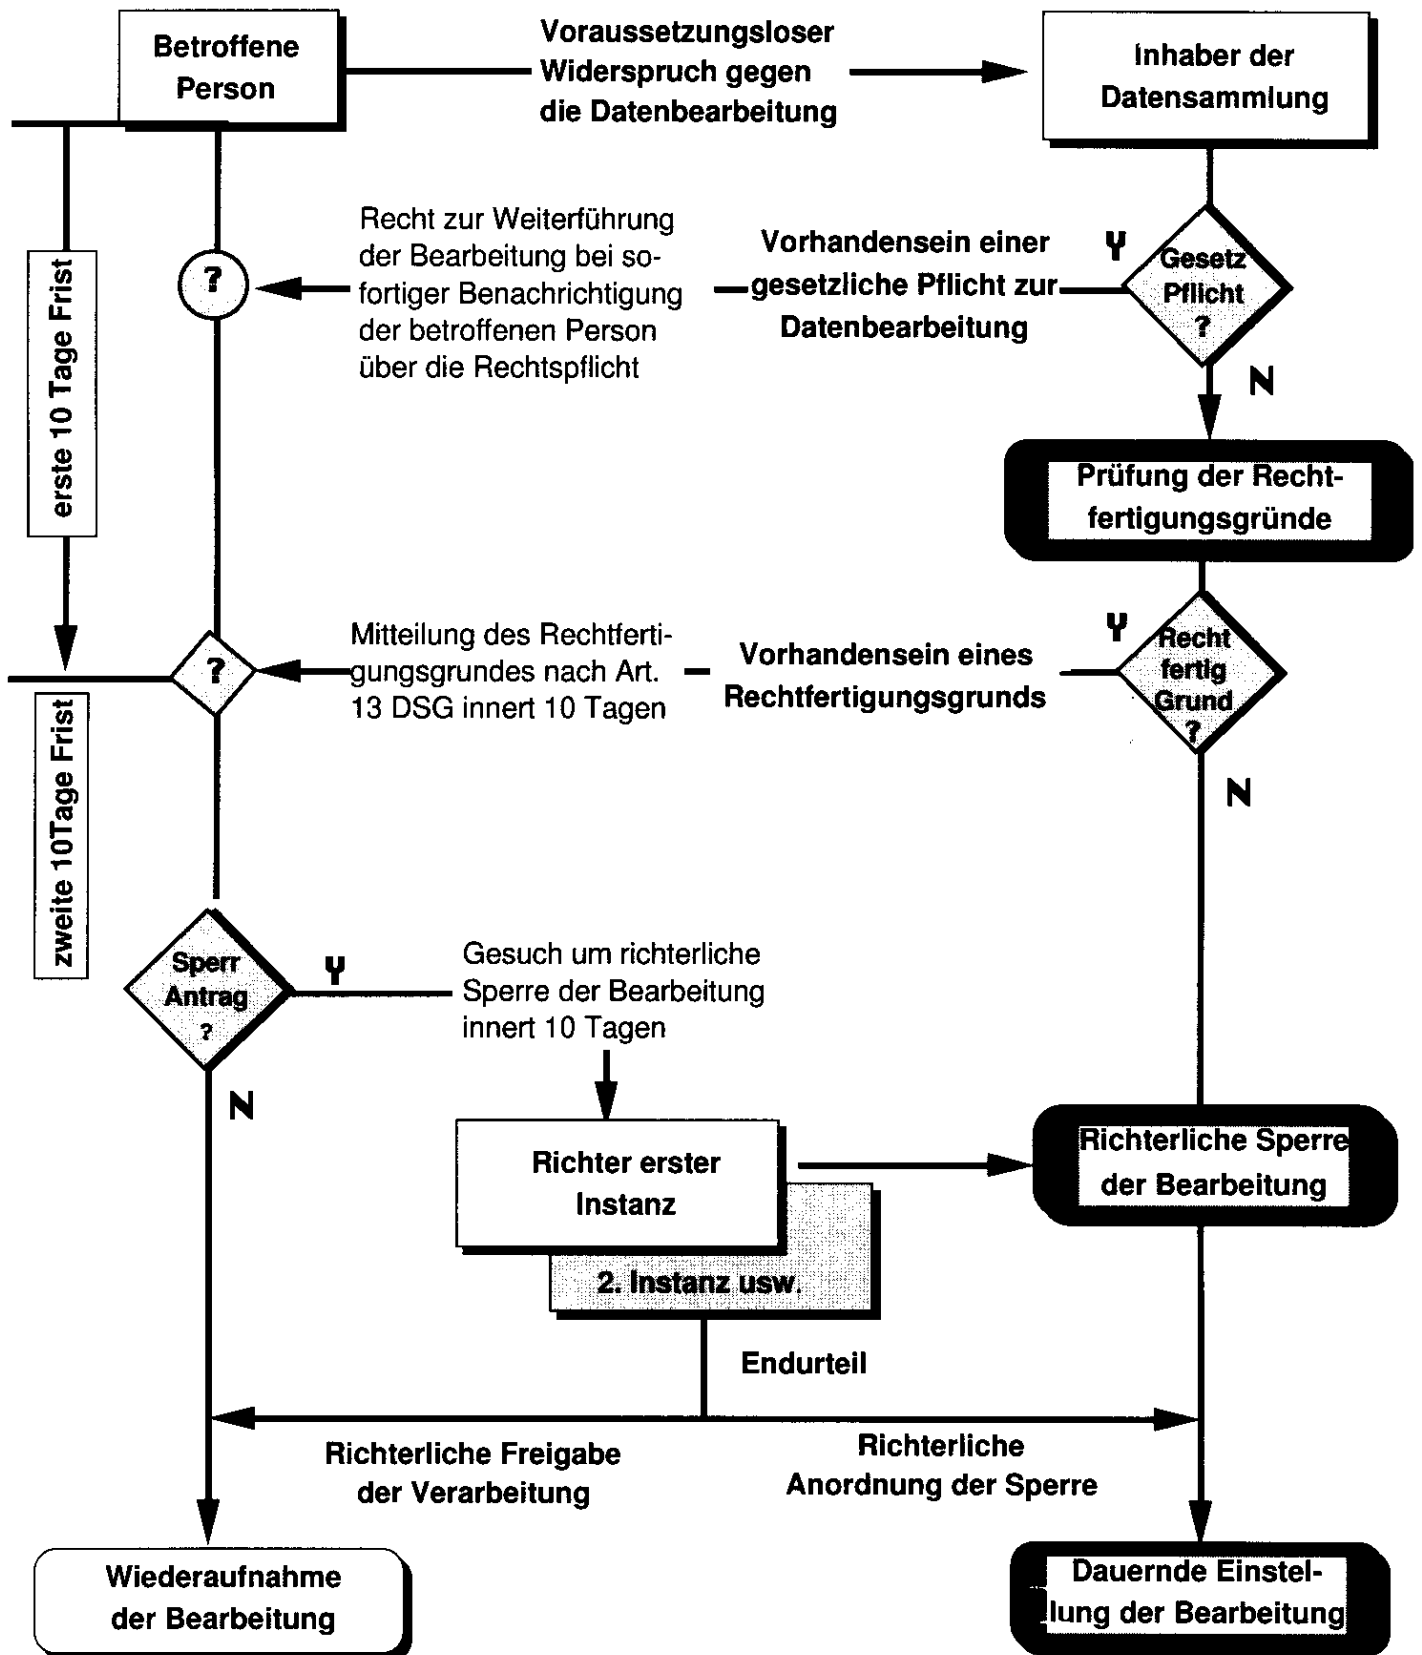 Betroffene
Person
Voraussetzungsloser
Widerspruch gegen
die Datenbearbeitung
Inhaber der
Datensammlung
Recht zur Weiterführung
der Bearbeitung bei so-
fortiger Benachrichtigung
der betroffenen Person
über die Rechtspflicht
Vorhandensein einer
gesetzliche Pflicht zur
Datenbearbeitung
Y
Gesetz
Pflicht
?
N
?
erste 10 Tage Frist
Prüfung der Recht-
fertigungsgründe
?
Mitteilung des Rechtferti-
gungsgrundes nach Art.
13 DSG innert 10 Tagen
Vorhandensein eines
Rechtfertigungsgrunds
Y
Recht
fertig
Grund
?
N
zweite 10Tage Frist
Sperr
Antrag
?
Y
N
Gesuch um richterliche
Sperre der Bearbeitung
innert 10 Tagen
Richter erster
Instanz
2. Instanz usw.
Richterliche Sperre
der Bearbeitung
Endurteil
Richterliche Freigabe
der Verarbeitung
Richterliche
Anordnung der Sperre
Wiederaufnahme
der Bearbeitung
Dauernde Einstel-
lung der Bearbeitung